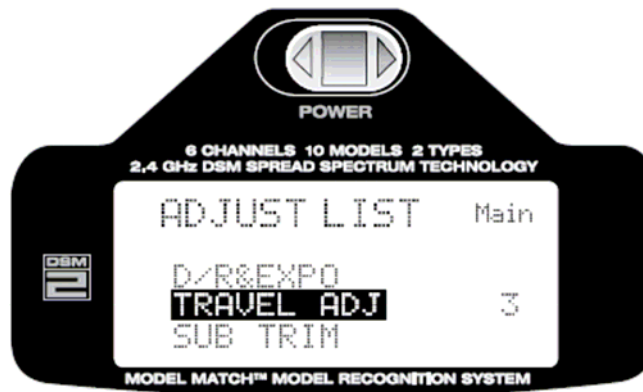 POWER
6 CHANNELS 10 MODELS 2 TYPES
2,4 GHz DSM SPREAD SPECTRUM TECHNOLOGY
ADJUST LIST Main
DSM
2
D/R&EXPO
TRAVEL ADJ 3
SUB TRIM
MODEL MATCH™ MODEL RECOGNITION SYSTEM